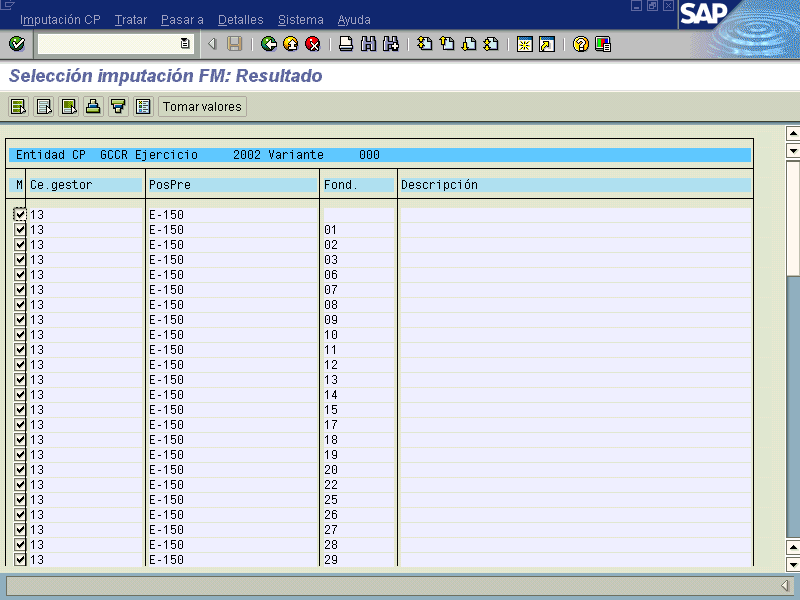 Imputación CP Tratar Pasar a Detalles Sistema Ayuda
SAP
Selección imputación FM: Resultado
Tomar valores
Entidad CP GCCR Ejercicio 2002 Variante 000
M Ce.gestor PosPre Fond. Descripción
13 E-150
13 E-150 01
13 E-150 02
13 E-150 03
13 E-150 06
13 E-150 07
13 E-150 08
13 E-150 09
13 E-150 10
13 E-150 11
13 E-150 12
13 E-150 13
13 E-150 14
13 E-150 15
13 E-150 17
13 E-150 18
13 E-150 19
13 E-150 20
13 E-150 22
13 E-150 25
13 E-150 26
13 E-150 27
13 E-150 28
13 E-150 29